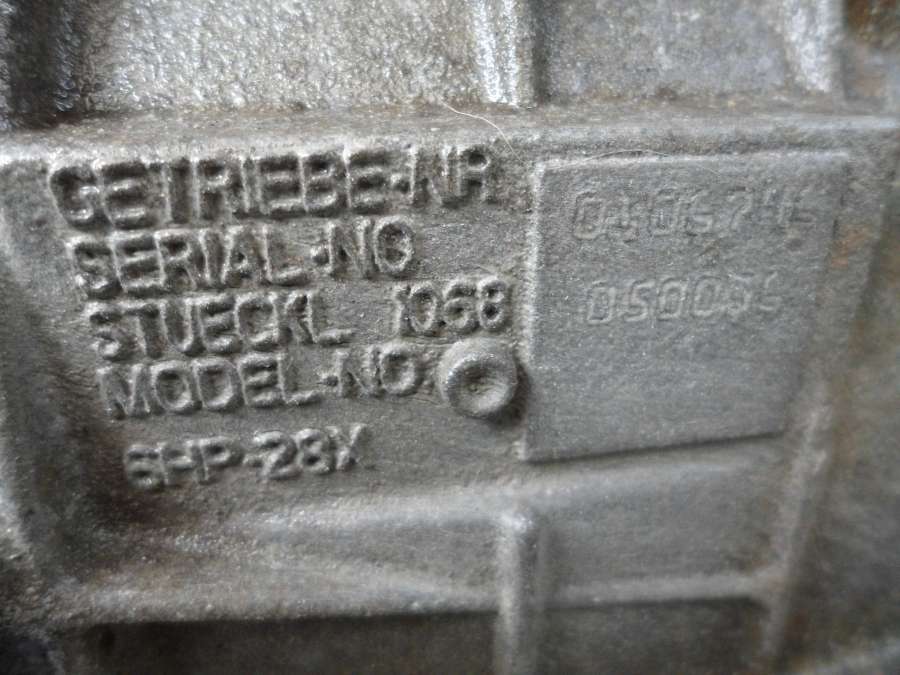 GETRIEBE-NR
SERIAL-NO
STUECKL 1068
MODEL-NO
6HP-28X